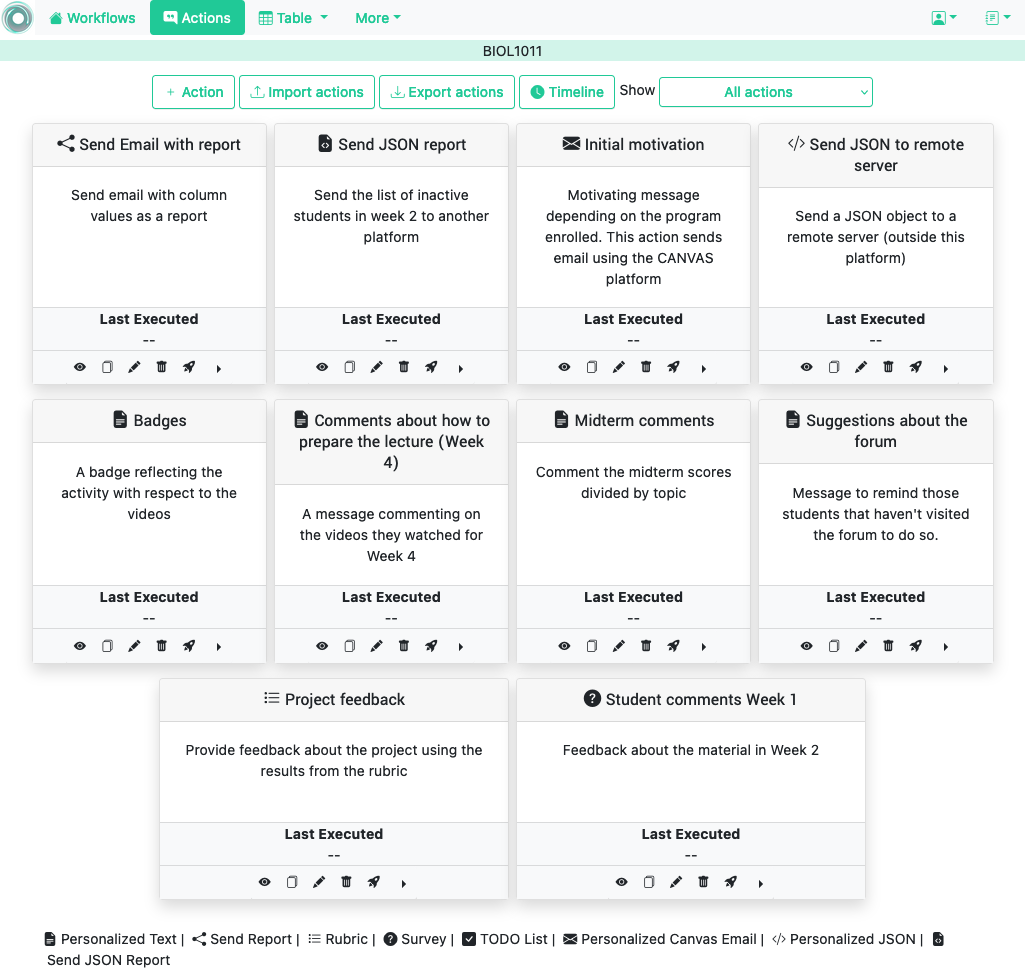 Workflows Actions Table More
BIOL1011
+ Action Import actions Export actions Timeline Show All actions
Send Email with report
Send email with column
values as a report
Last Executed
--
Send JSON report
Send the list of inactive
students in week 2 to another
platform
Last Executed
--
Initial motivation
Motivating message
depending on the program
enrolled. This action sends
email using the CANVAS
platform
Last Executed
--
Send JSON to remote
server
Send a JSON object to a
remote server (outside this
platform)
Last Executed
--
Badges
A badge reflecting the
activity with respect to the
videos
Last Executed
--
Comments about how to
prepare the lecture (Week
4)
A message commenting on
the videos they watched for
Week 4
Last Executed
--
Midterm comments
Comment the midterm scores
divided by topic
Last Executed
--
Suggestions about the
forum
Message to remind those
students that haven't visited
the forum to do so.
Last Executed
--
Project feedback
Provide feedback about the project using the
results from the rubric
Last Executed
--
Student comments Week 1
Feedback about the material in Week 2
Last Executed
--
Personalized Text | Send Report | Rubric | Survey | TODO List | Personalized Canvas Email | Personalized JSON |
Send JSON Report